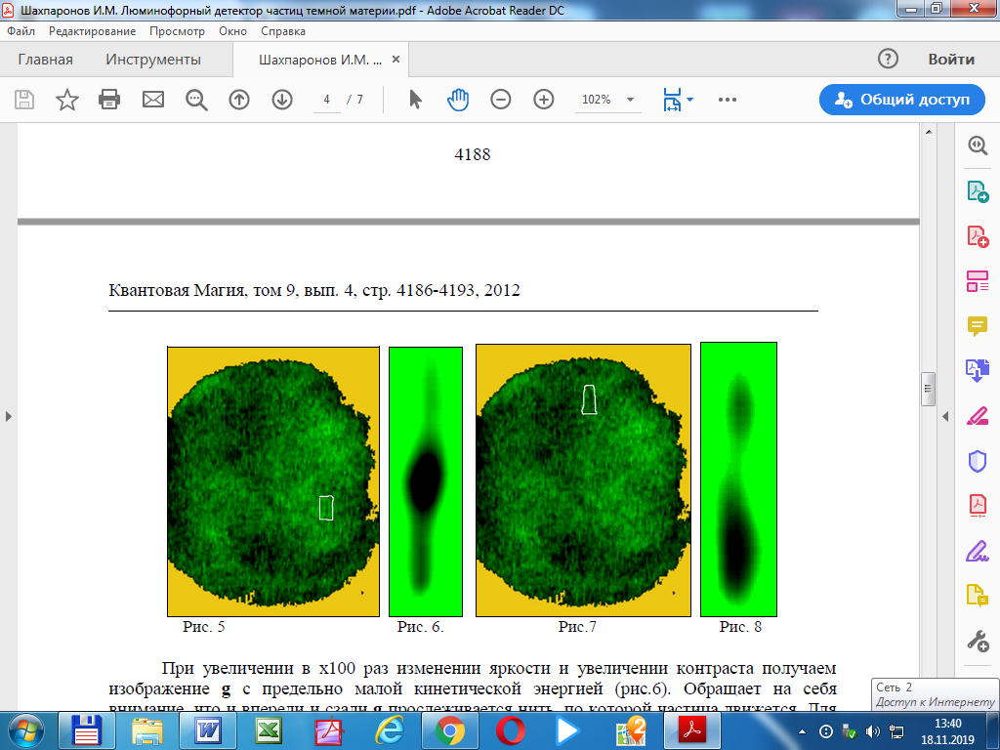 Шахпаронов И.М. Люминофорный детектор частиц темной материи.pdf - Adobe Acrobat Reader DC
Файл Редактирование Просмотр Окно Справка
Главная Инструменты Шахпаронов И.М. ... × Войти
4 / 7 102% Общий доступ
4188
Квантовая Магия, том 9, вып. 4, стр. 4186-4193, 2012
Рис. 5 Рис. 6. Рис.7 Рис. 8
При увеличении в х100 раз изменении яркости и увеличении контраста получаем
изображение g с предельно малой кинетической энергией (рис.6). Обращает на себя
внимание, что и впереди и сзади g прослеживается нить, по которой частица движется. Для
Сеть 2
Доступ к Интернету
13:40
18.11.2019